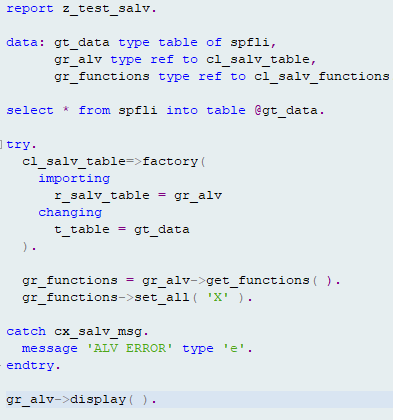 report z_test_salv.
data: gt_data type table of spfli,
gr_alv type ref to cl_salv_table,
gr_functions type ref to cl_salv_functions
select * from spfli into table @gt_data.
try.
cl_salv_table=>factory(
importing
r_salv_table = gr_alv
changing
t_table = gt_data
).
gr_functions = gr_alv->get_functions( ).
gr_functions->set_all( 'X' ).
catch cx_salv_msg.
message 'ALV ERROR' type 'e'.
endtry.
gr_alv->display( ).